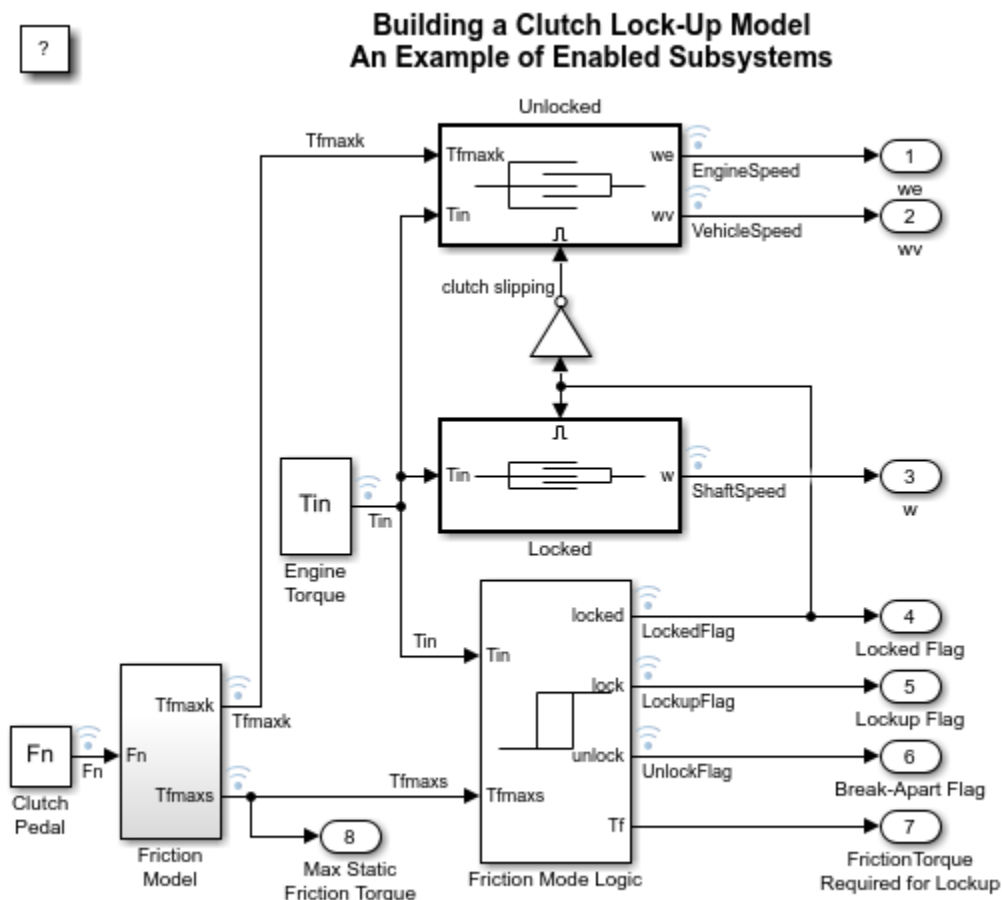 Building a Clutch Lock-Up Model
An Example of Enabled Subsystems
?
Unlocked
Tfmaxk
Tfmaxk
we
EngineSpeed
1
we
Tin
wv
VehicleSpeed
2
wv
clutch slipping
Tin
Tin
Engine
Torque
Tin
w
ShaftSpeed
3
w
Locked
locked
LockedFlag
4
Locked Flag
Tin
Tin
lock
LockupFlag
5
Lockup Flag
unlock
UnlockFlag
6
Break-Apart Flag
Tfmaxs
Tfmaxs
Tf
7
FrictionTorque
Required for Lockup
Friction Mode Logic
Fn
Fn
Clutch
Pedal
Fn
Tfmaxk
Tfmaxk
Tfmaxs
Friction
Model
8
Max Static
Friction Torque